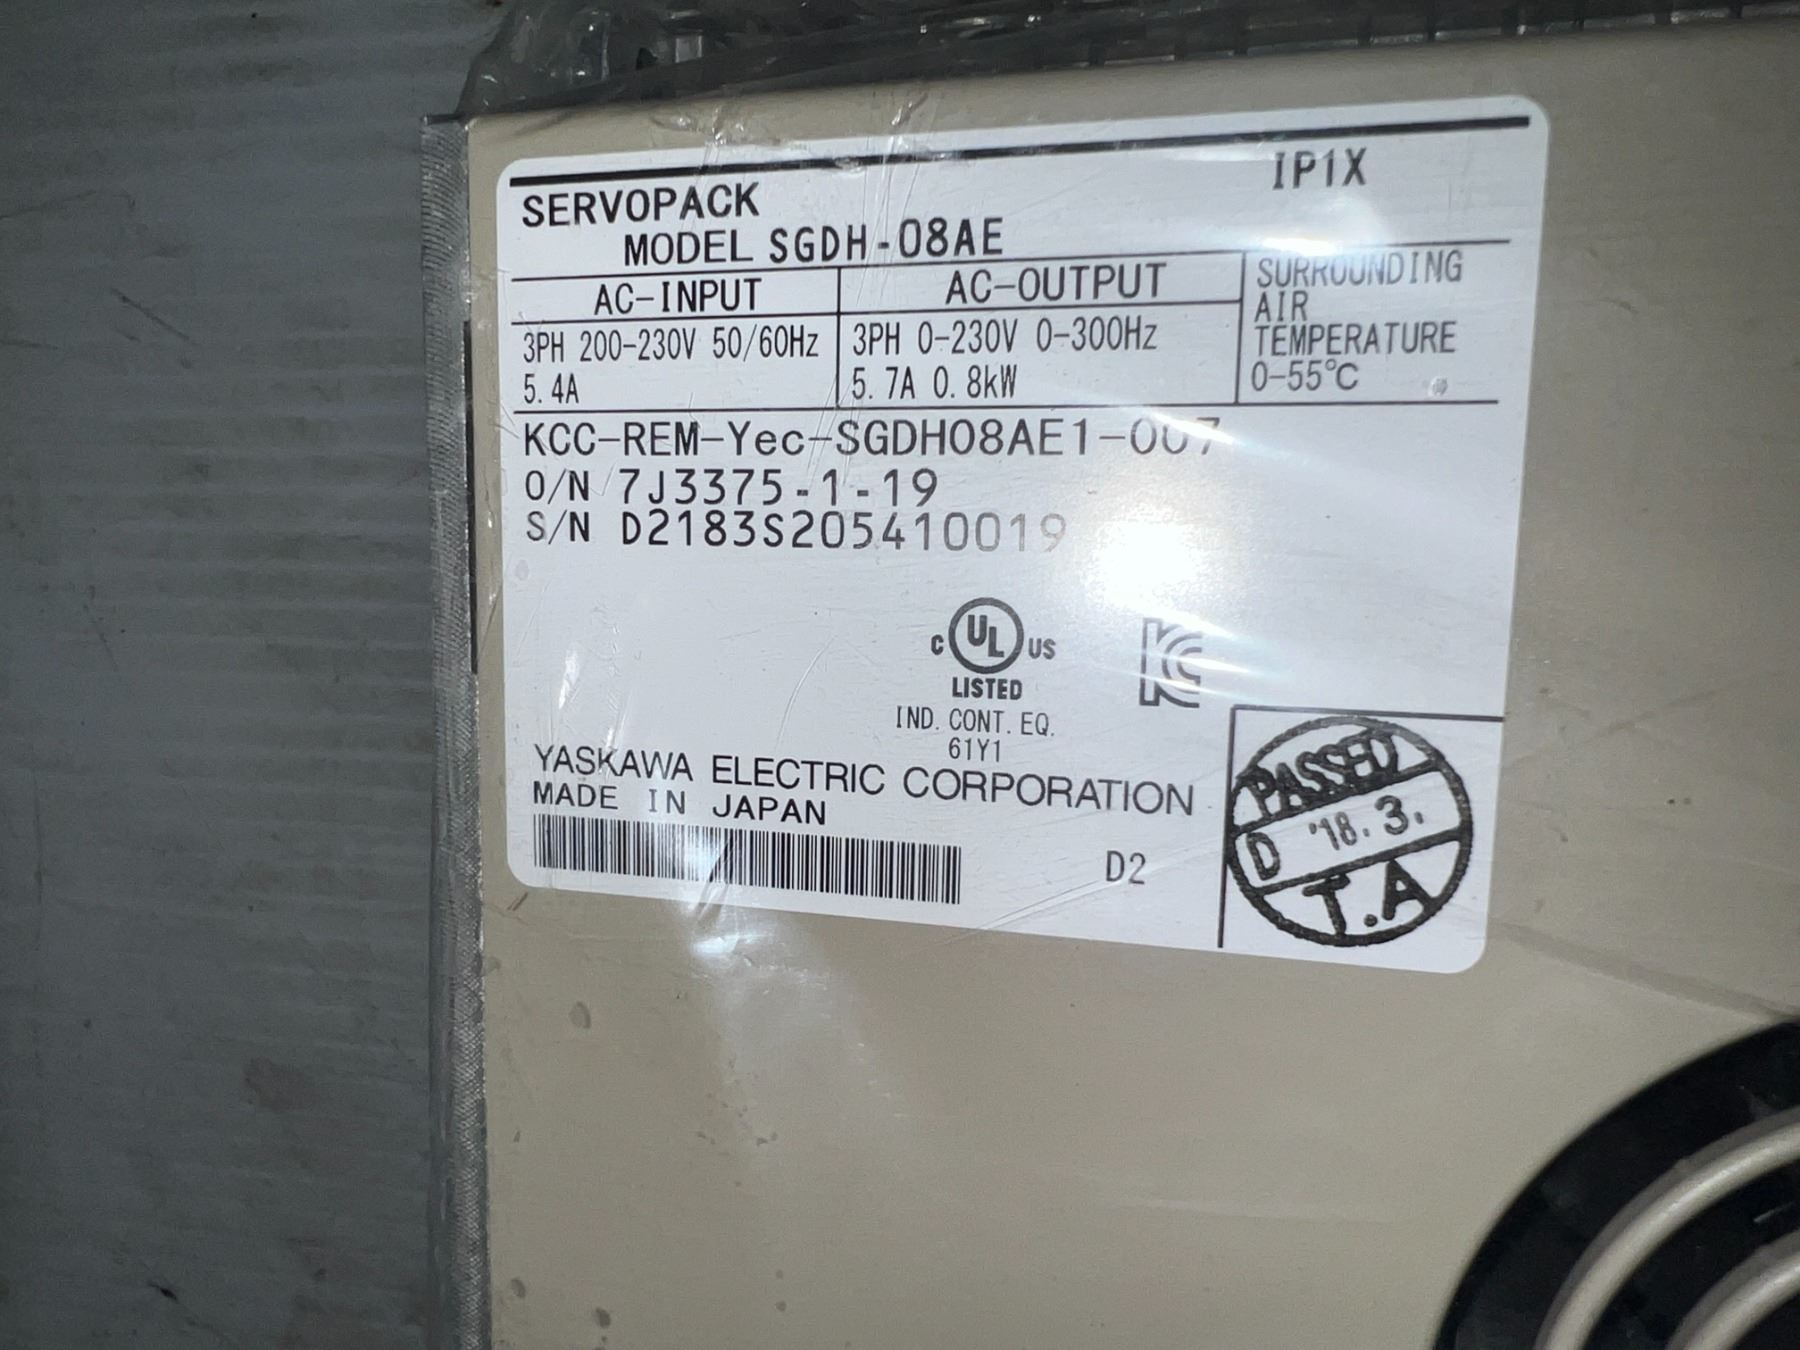 IP1X
SERVOPACK
MODEL SGDH-08AE
AC-INPUT
3PH 200-230V 50/60Hz
5.4A
AC-OUTPUT
3PH 0-230V 0-300Hz
5.7A 0.8kW
SURROUNDING
AIR
TEMPERATURE
0-55℃
KCC-REM-Yec-SGDH08AE1-007
O/N 7J3375-1-19
S/N D2183S205410019
C UL US
LISTED
IND. CONT. EQ.
61Y1
KC
YASKAWA ELECTRIC CORPORATION
MADE IN JAPAN
D2
PASSED
D '18.3.
T.A